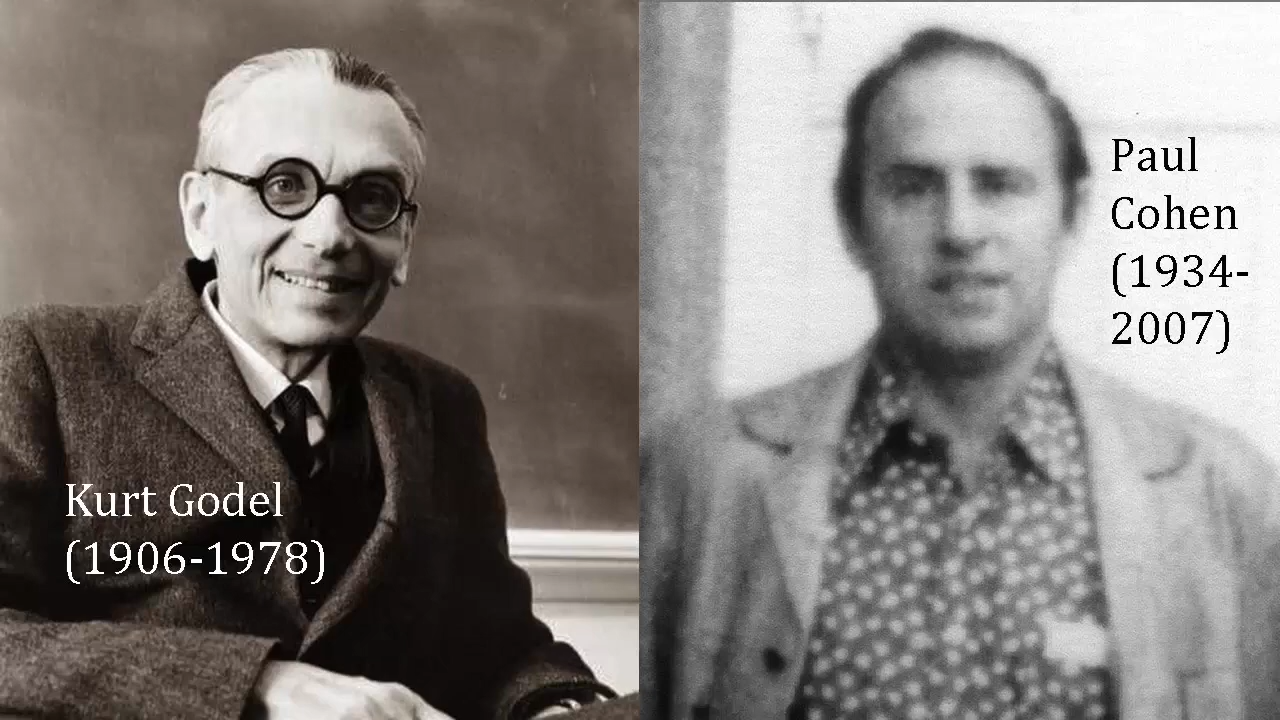 Kurt Godel
(1906-1978)
Paul
Cohen
(1934-
2007)